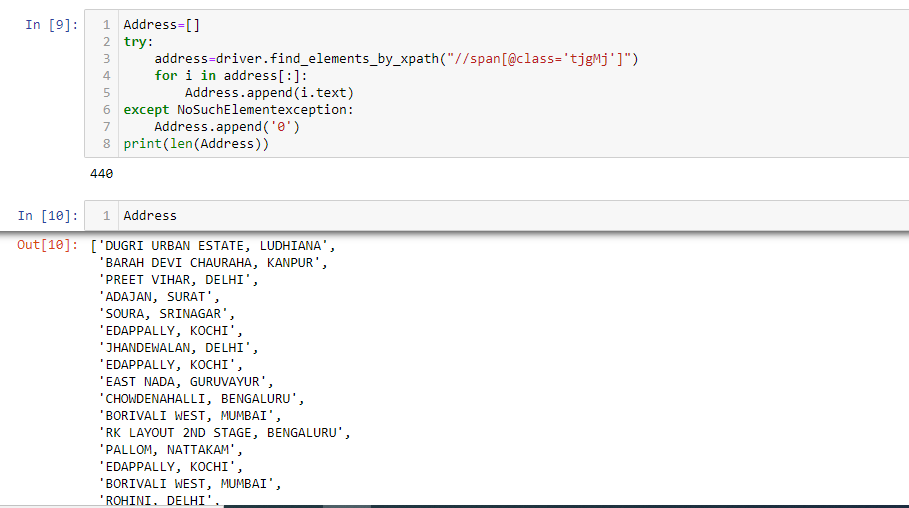 In [9]:
1 Address=[]
2 try:
3     address=driver.find_elements_by_xpath("//span[@class='tjgMj']")
4     for i in address[:]:
5         Address.append(i.text)
6 except NoSuchElementexception:
7     Address.append('0')
8 print(len(Address))
440
In [10]:
1 Address
Out[10]: ['DUGRI URBAN ESTATE, LUDHIANA',
'BARAH DEVI CHAURAHA, KANPUR',
'PREET VIHAR, DELHI',
'ADAJAN, SURAT',
'SOURA, SRINAGAR',
'EDAPPALLY, KOCHI',
'JHANDEWALAN, DELHI',
'EDAPPALLY, KOCHI',
'EAST NADA, GURUVAYUR',
'CHOWDENAHALLI, BENGALURU',
'BORIVALI WEST, MUMBAI',
'RK LAYOUT 2ND STAGE, BENGALURU',
'PALLOM, NATTAKAM',
'EDAPPALLY, KOCHI',
'BORIVALI WEST, MUMBAI',
'ROHINI, DELHI',